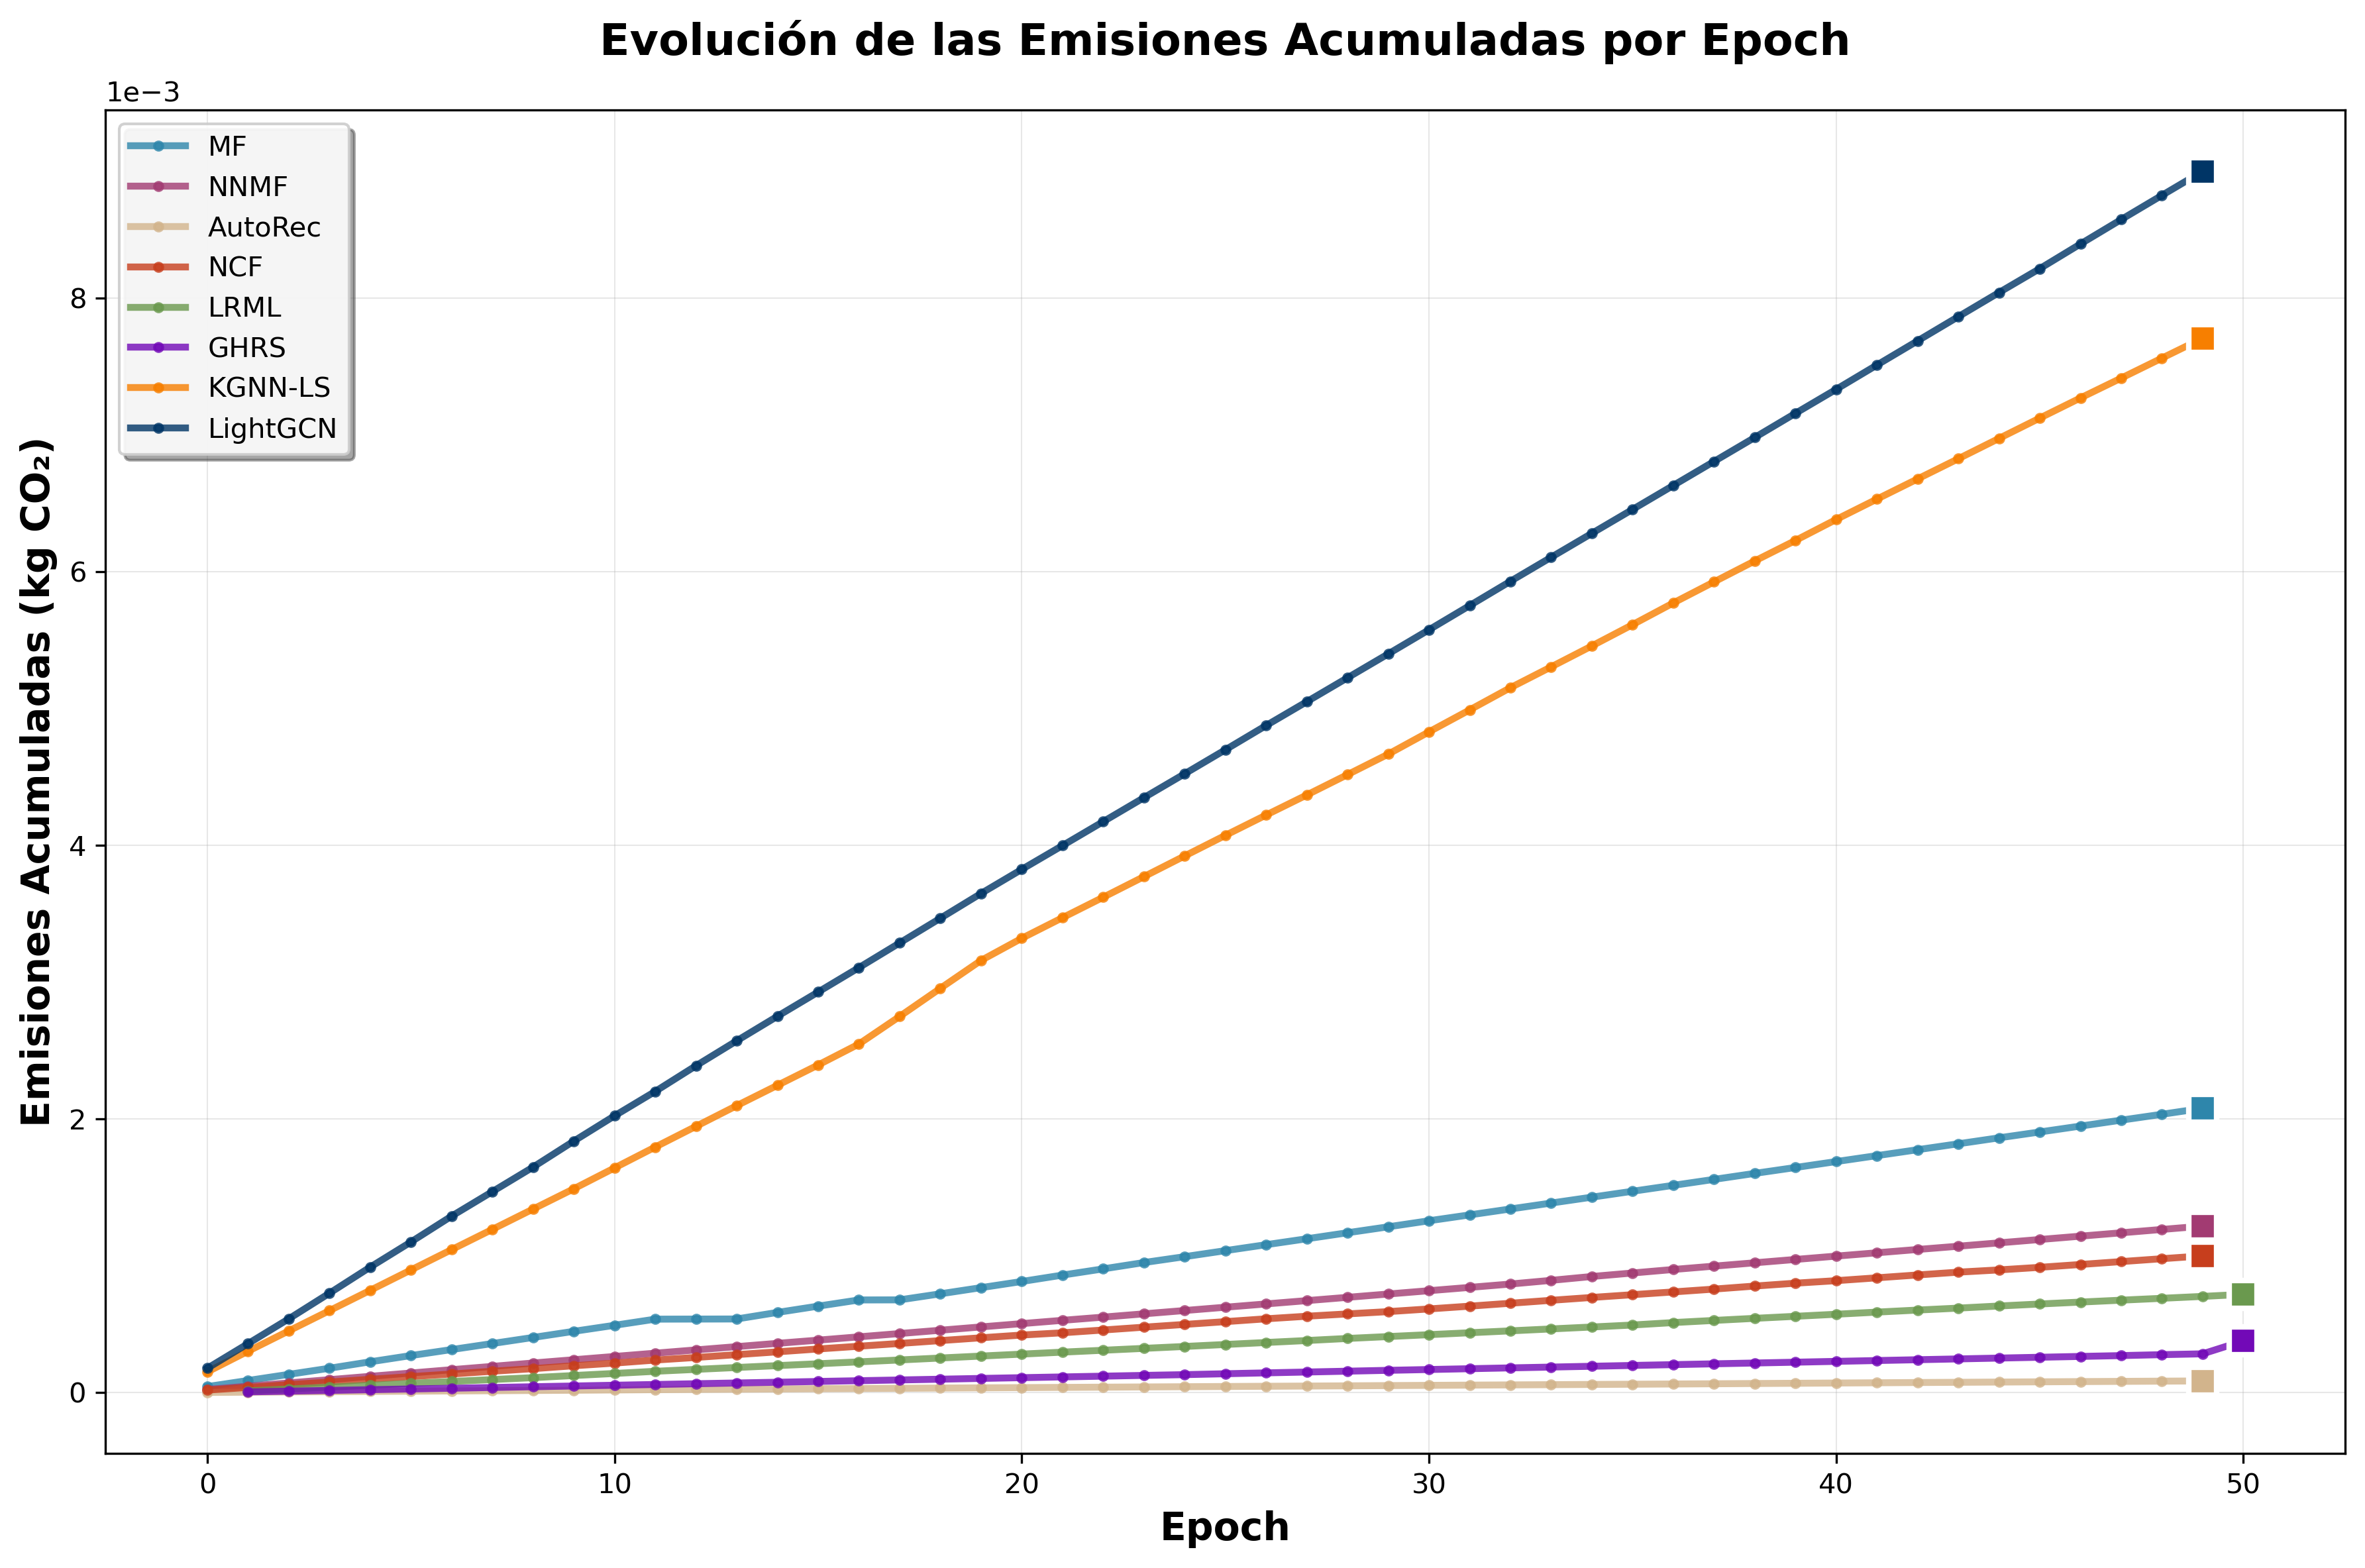 Evolución de las Emisiones Acumuladas por Epoch
1e−3
MF
NNMF
AutoRec
NCF
LRML
GHRS
KGNN-LS
LightGCN
8
6
4
2
0
Emisiones Acumuladas (kg CO₂)
0 10 20 30 40 50
Epoch